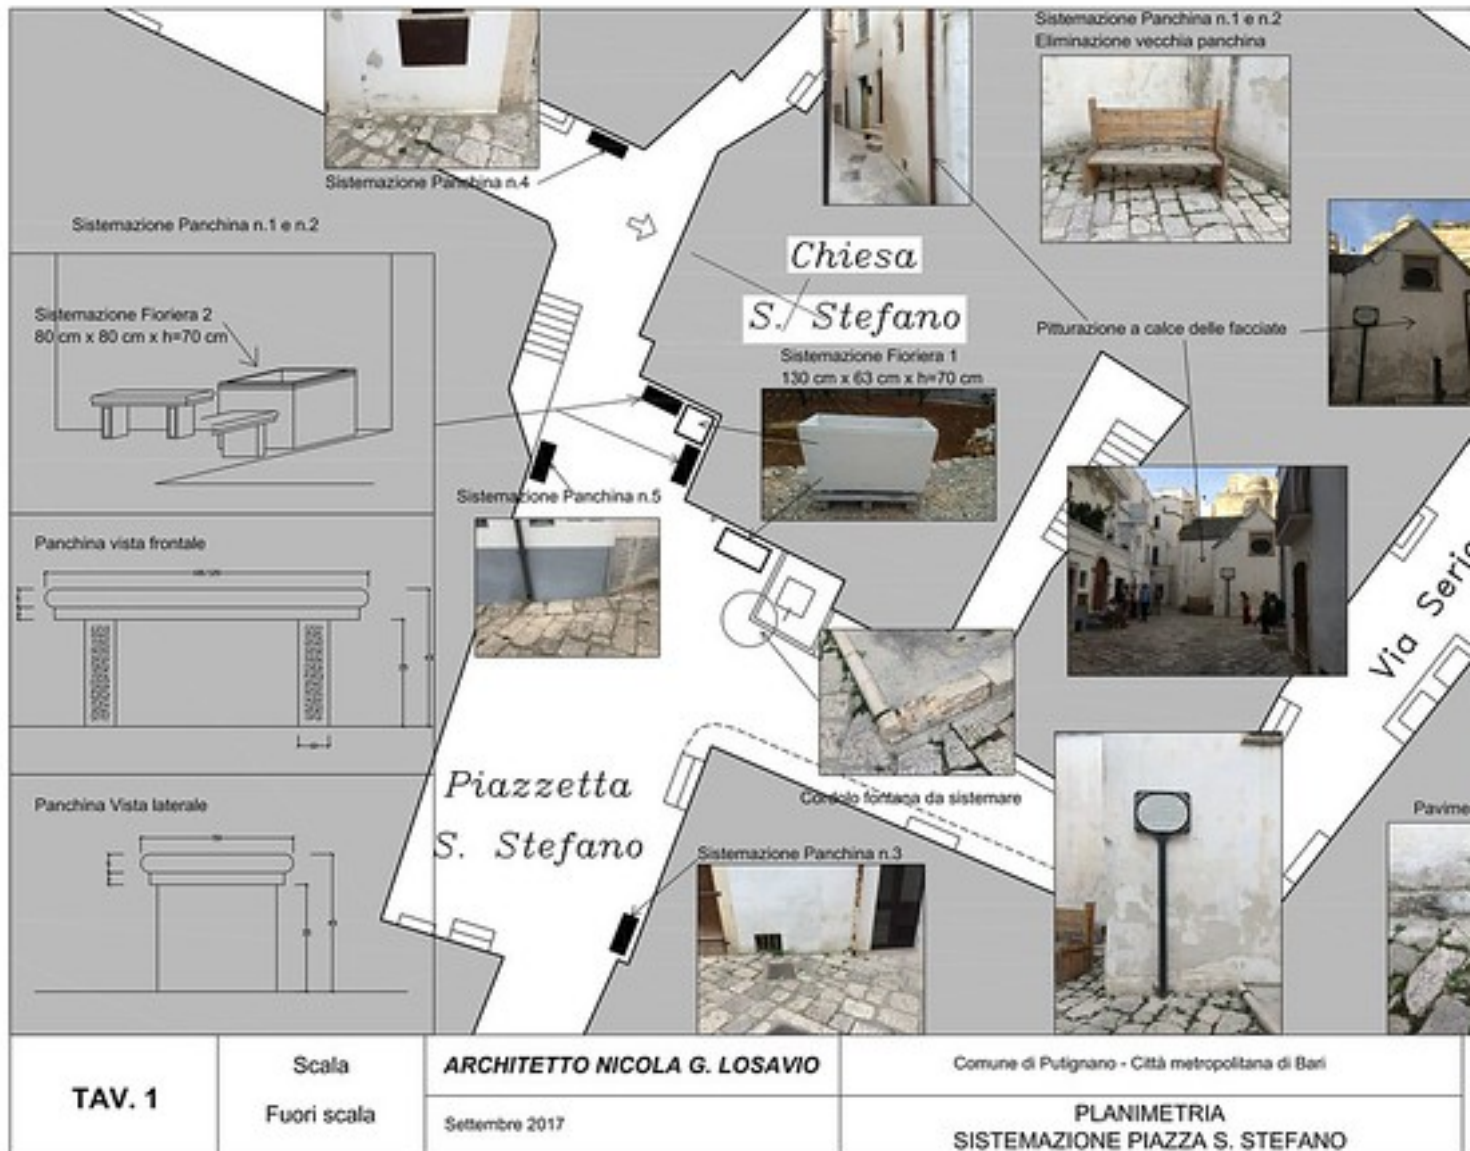 Sistemazione Panchina n.1 e n.2
Eliminazione vecchia panchina
Sistemazione Panchina n.4
Sistemazione Panchina n.1 e n.2
Chiesa
S. Stefano
Sistemazione Fioriera 2
80 cm x 80 cm x h=70 cm
Pitturazione a calce delle facciate
Sistemazione Fioriera 1
130 cm x 63 cm x h=70 cm
Sistemazione Panchina n.5
Panchina vista frontale
Via Serio
Piazzetta
S. Stefano
Cordolo fontana da sistemare
Panchina Vista laterale
Pavime
Sistemazione Panchina n.3
TAV. 1
Scala
Fuori scala
ARCHITETTO NICOLA G. LOSAVIO
Settembre 2017
Comune di Putignano - Città metropolitana di Bari
PLANIMETRIA
SISTEMAZIONE PIAZZA S. STEFANO